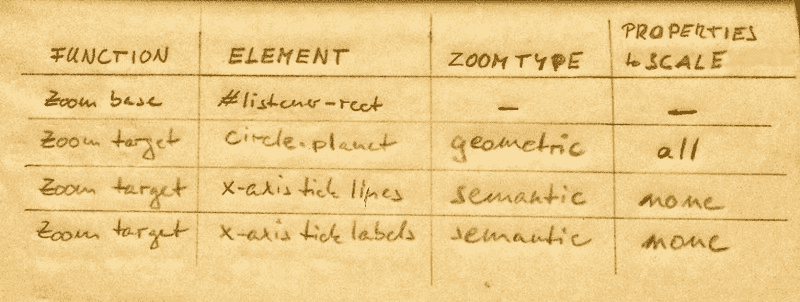 FUNCTION ELEMENT ZOOM TYPE PROPERTIES to SCALE
Zoom base #listener-rect — —
Zoom target circle.planet geometric all
Zoom target x-axis tick lines semantic none
Zoom target x-axis tick labels semantic none